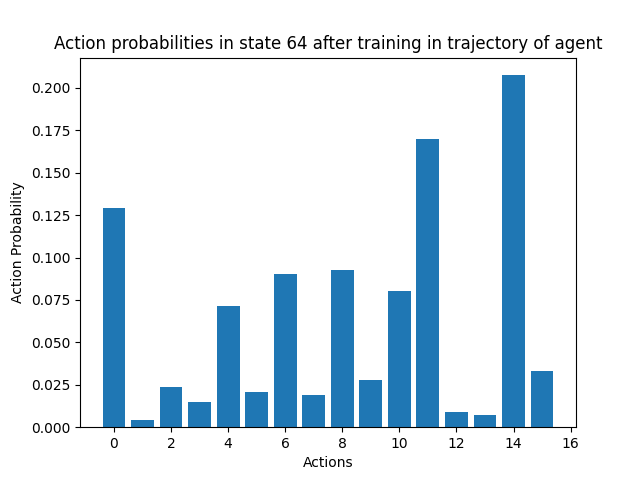 Action probabilities in state 64 after training in trajectory of agent
0.200
0.175
0.150
0.125
0.100
0.075
0.050
0.025
0.000
Action Probability
0 2 4 6 8 10 12 14 16
Actions